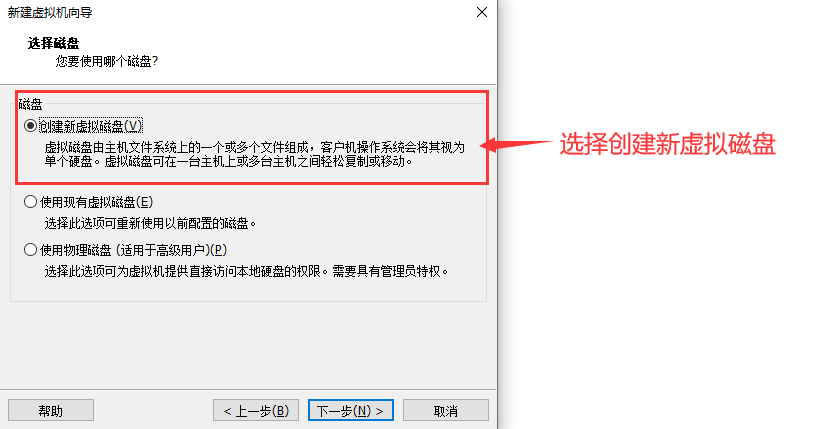 新建虚拟机向导
选择磁盘
您要使用哪个磁盘?
磁盘
创建新虚拟磁盘(V)
虚拟磁盘由主机文件系统上的一个或多个文件组成，客户机操作系统会将其视为
单个硬盘。虚拟磁盘可在一台主机上或多台主机之间轻松复制或移动。
选择创建新虚拟磁盘
使用现有虚拟磁盘(E)
选择此选项可重新使用以前配置的磁盘。
使用物理磁盘 (适用于高级用户)(P)
选择此选项可为虚拟机提供直接访问本地硬盘的权限。需要具有管理员特权。
帮助
< 上一步(B)
下一步(N) >
取消